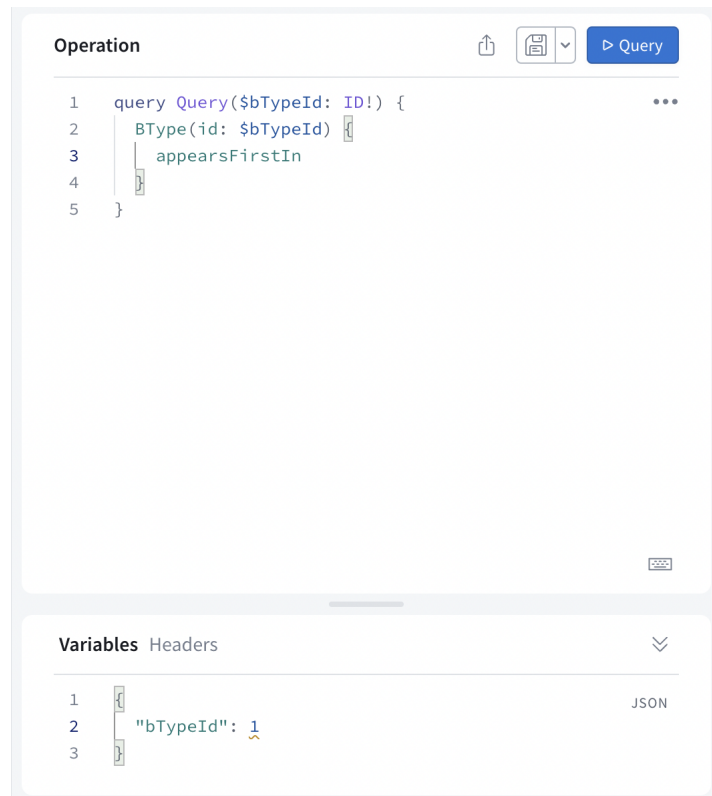 Operation
Query
1 query Query($bTypeId: ID!) {
2 BType(id: $bTypeId) {
3 appearsFirstIn
4 }
5 }
Variables Headers
JSON
1 {
2 "bTypeId": 1
3 }